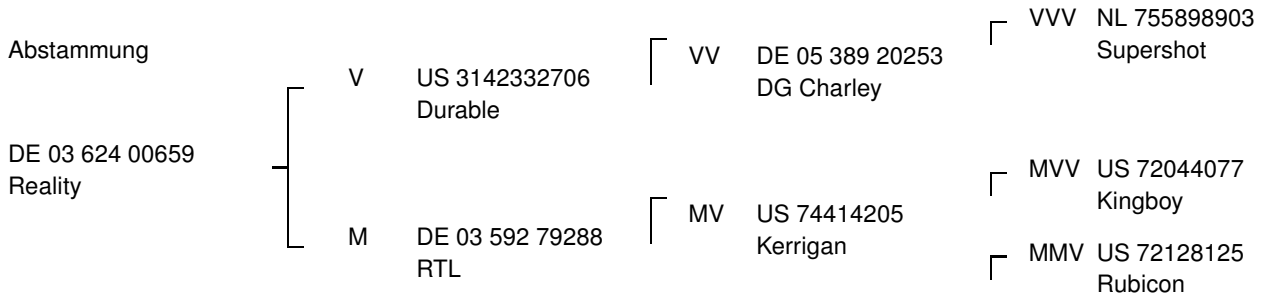 Abstammung
DE 03 624 00659
Reality
V US 3142332706
Durable
M DE 03 592 79288
RTL
VV DE 05 389 20253
DG Charley
MV US 74414205
Kerrigan
VVV NL 755898903
Supershot
MVV US 72044077
Kingboy
MMV US 72128125
Rubicon